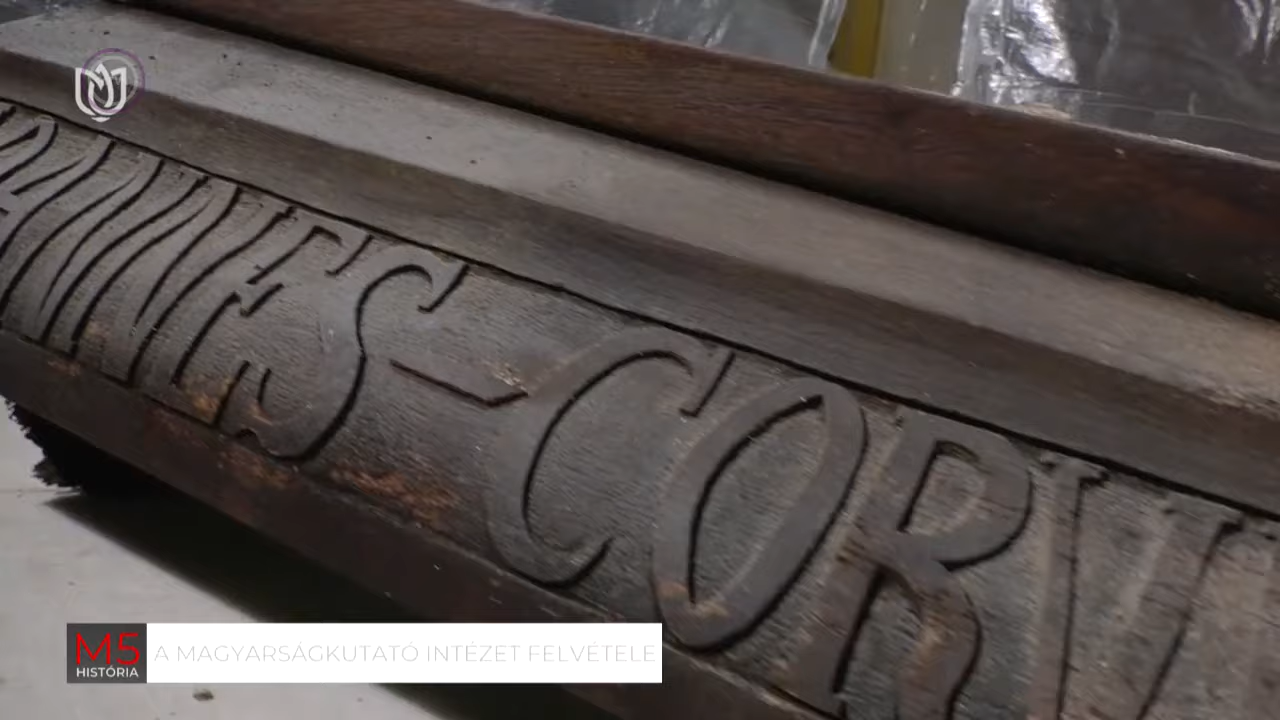 ANNES-CORV
M5
HISTÓRIA
A MAGYARSÁGKUTATÓ INTÉZET FELVÉTELE